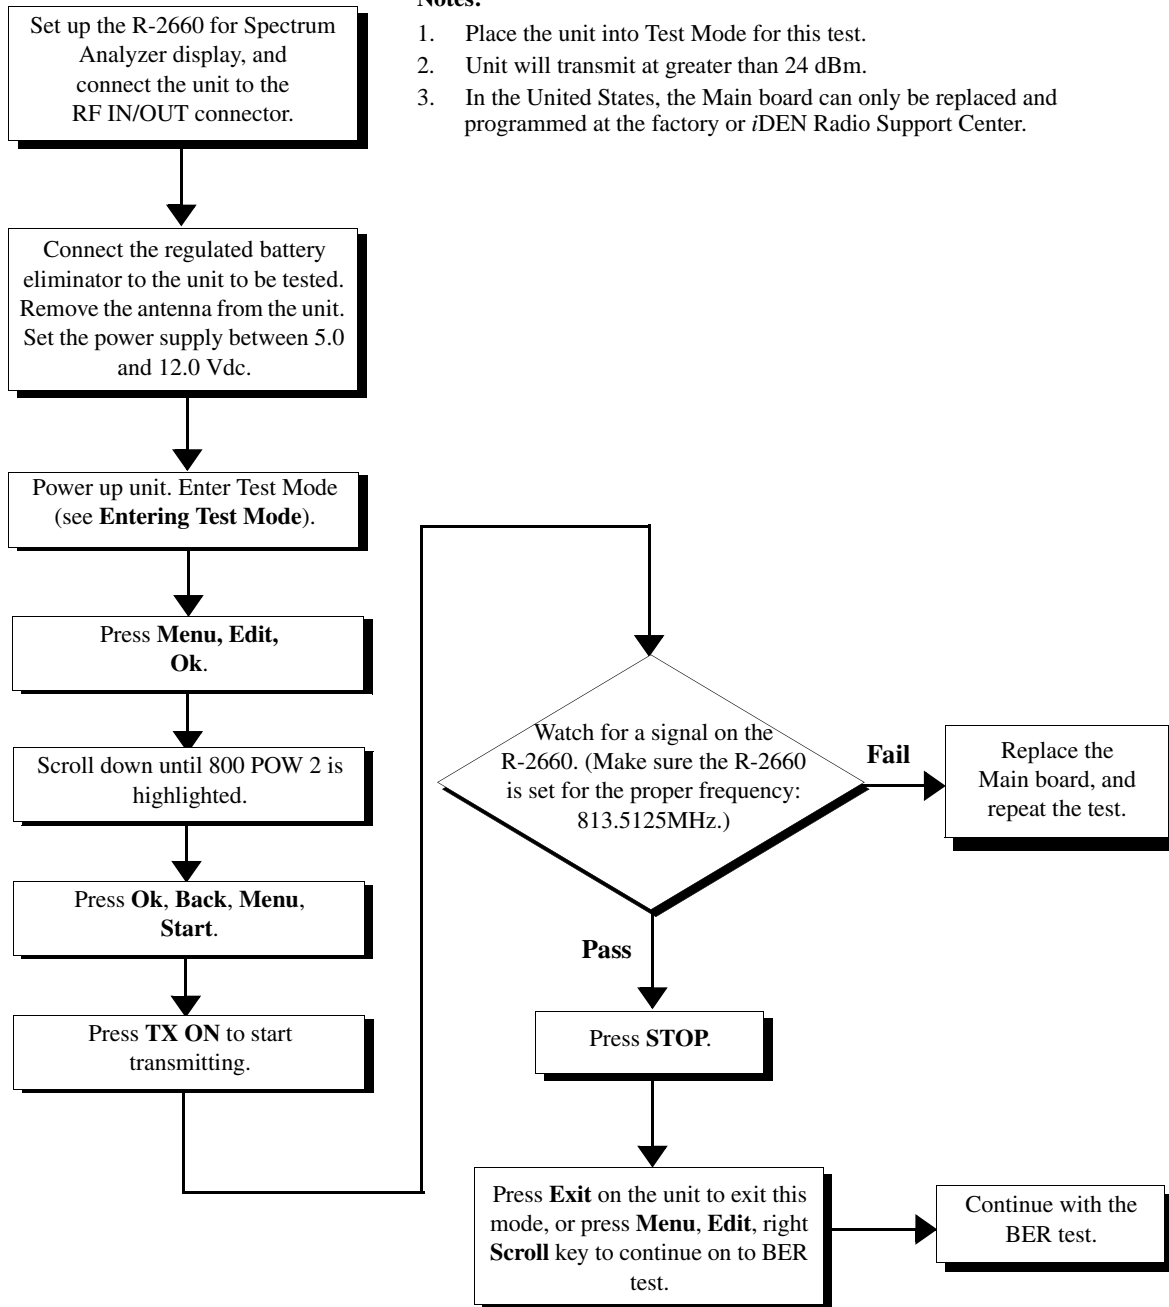 Notes:
1. Place the unit into Test Mode for this test.
2. Unit will transmit at greater than 24 dBm.
3. In the United States, the Main board can only be replaced and
programmed at the factory or iDEN Radio Support Center.
Set up the R-2660 for Spectrum
Analyzer display, and
connect the unit to the
RF IN/OUT connector.
Connect the regulated battery
eliminator to the unit to be tested.
Remove the antenna from the unit.
Set the power supply between 5.0
and 12.0 Vdc.
Power up unit. Enter Test Mode
(see Entering Test Mode).
Press Menu, Edit,
Ok.
Scroll down until 800 POW 2 is
highlighted.
Press Ok, Back, Menu,
Start.
Press TX ON to start
transmitting.
Watch for a signal on the
R-2660. (Make sure the R-2660
is set for the proper frequency:
813.5125MHz.)
Fail
Replace the
Main board, and
repeat the test.
Pass
Press STOP.
Press Exit on the unit to exit this
mode, or press Menu, Edit, right
Scroll key to continue on to BER
test.
Continue with the
BER test.